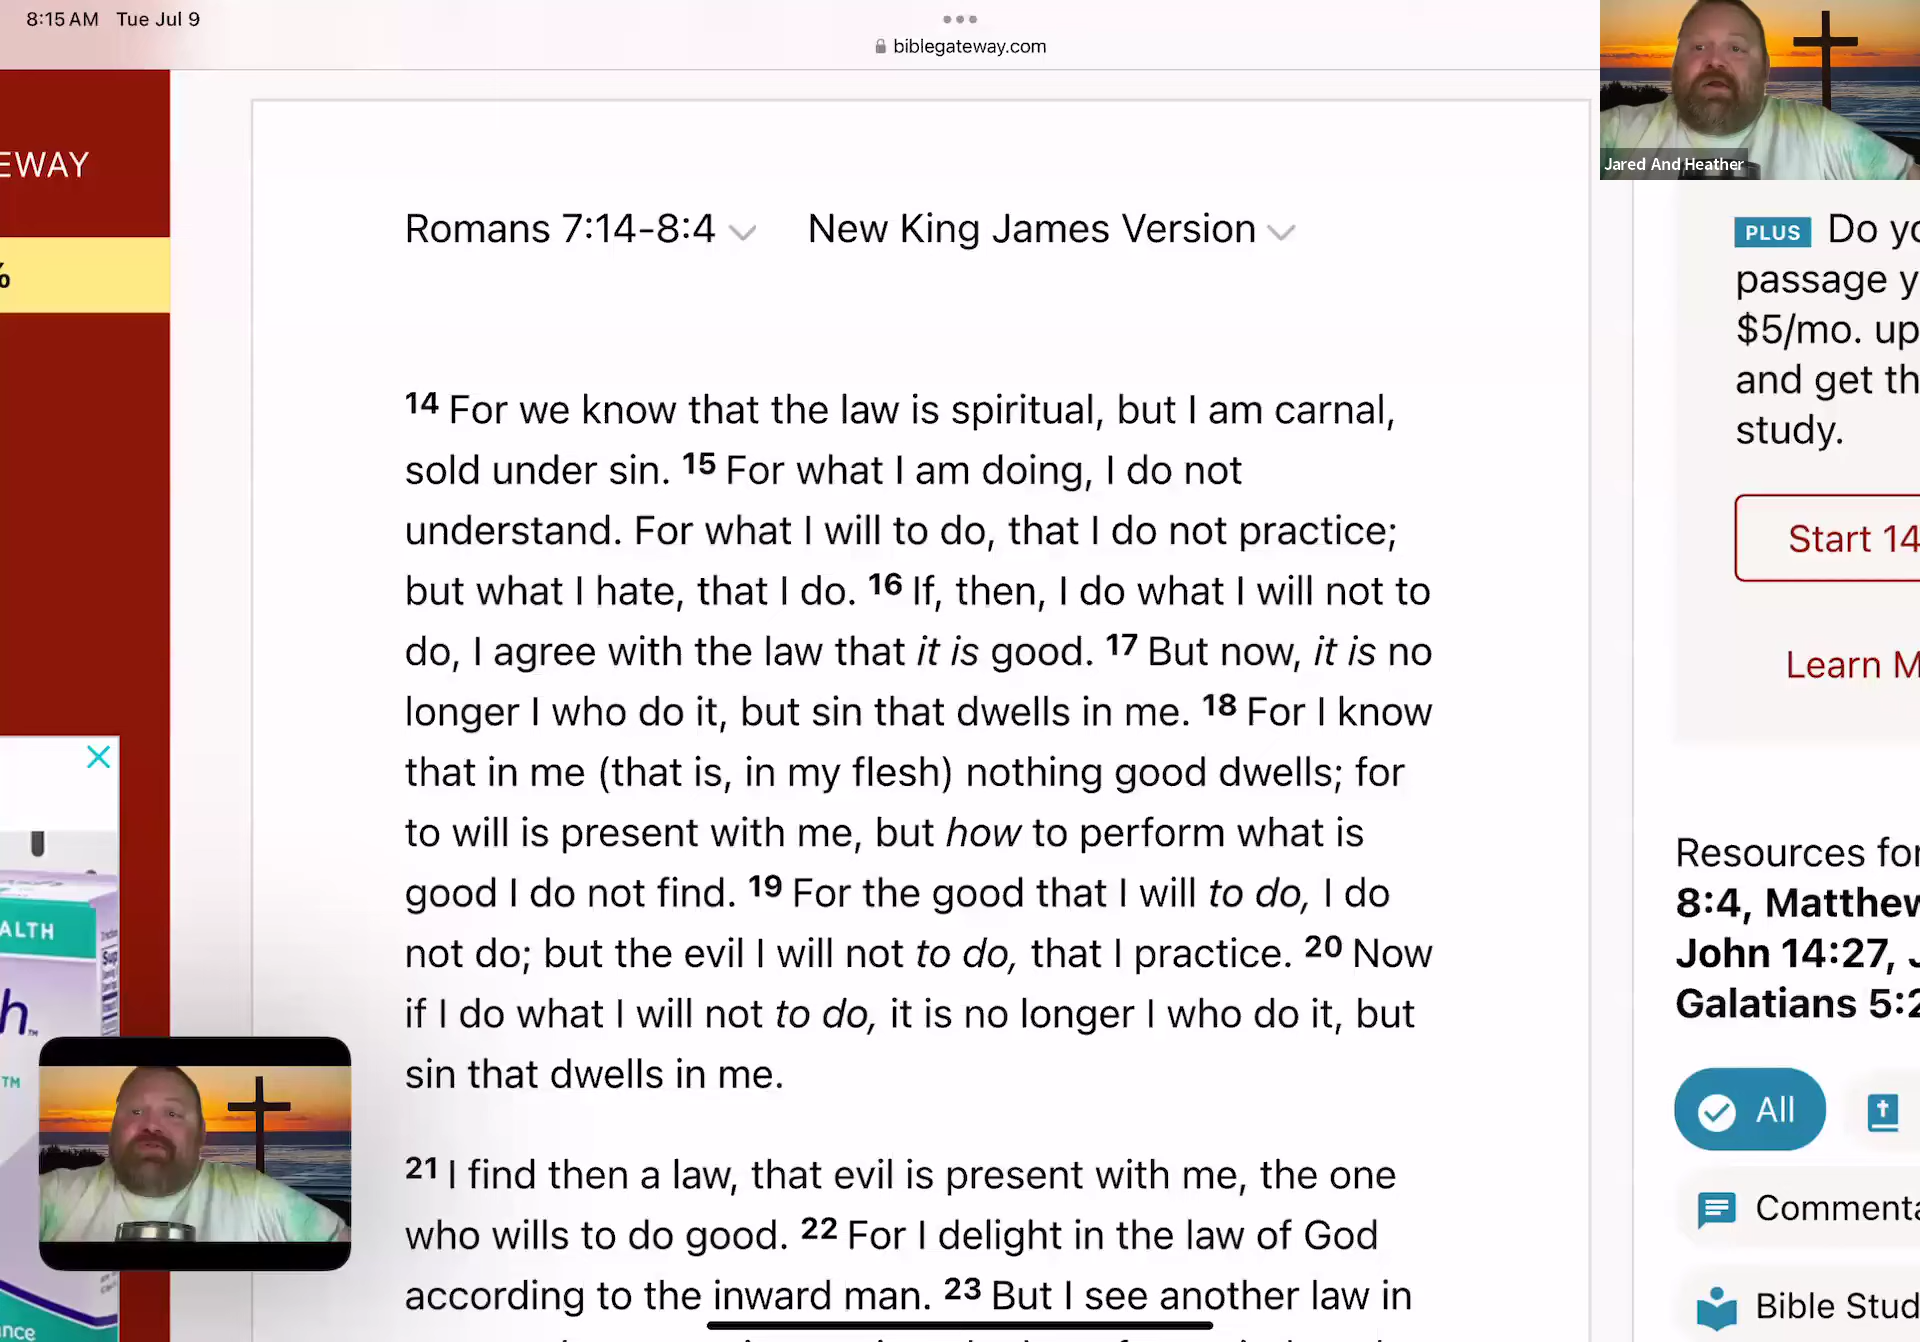 8:15 AM Tue Jul 9
biblegateway.com
Jared And Heather
EWAY
%
Romans 7:14-8:4 New King James Version
14 For we know that the law is spiritual, but I am carnal,
sold under sin. 15 For what I am doing, I do not
understand. For what I will to do, that I do not practice;
but what I hate, that I do. 16 If, then, I do what I will not to
do, I agree with the law that it is good. 17 But now, it is no
longer I who do it, but sin that dwells in me. 18 For I know
that in me (that is, in my flesh) nothing good dwells; for
to will is present with me, but how to perform what is
good I do not find. 19 For the good that I will to do, I do
not do; but the evil I will not to do, that I practice. 20 Now
if I do what I will not to do, it is no longer I who do it, but
sin that dwells in me.
21 I find then a law, that evil is present with me, the one
who wills to do good. 22 For I delight in the law of God
according to the inward man. 23 But I see another law in
PLUS Do yo
passage y
$5/mo. up
and get th
study.
Start 14
Learn M
Resources for
8:4, Matthew
John 14:27, J
Galatians 5:2
All
Commenta
Bible Stud
ALTH
Sup
h™
TM
nce